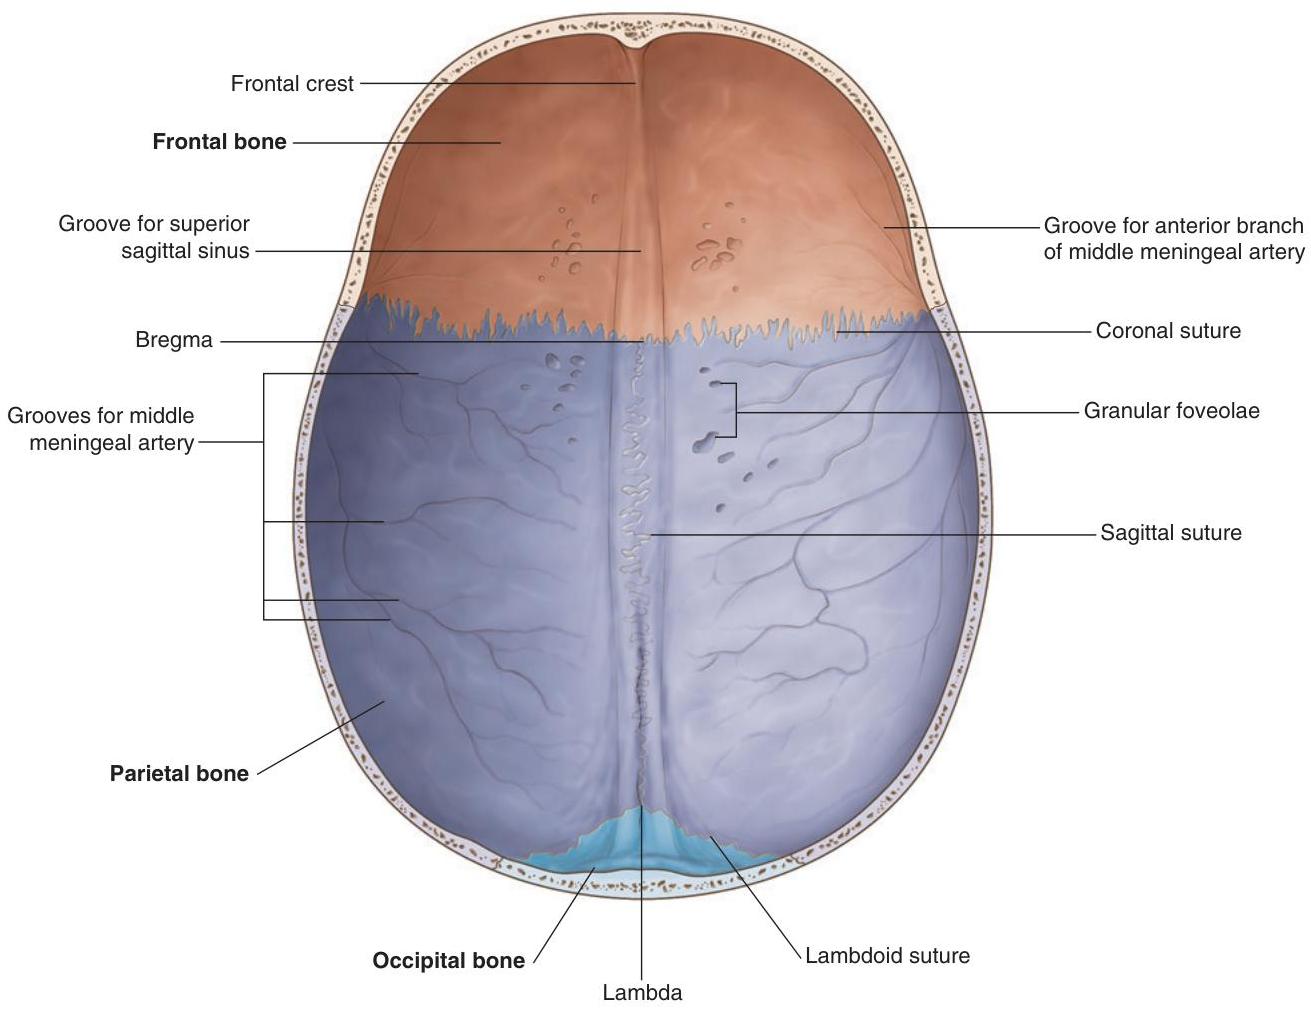 Frontal crest
Frontal bone
Groove for superior
sagittal sinus
Groove for anterior branch
of middle meningeal artery
Bregma
Coronal suture
Grooves for middle
meningeal artery
Granular foveolae
Sagittal suture
Parietal bone
Occipital bone
Lambdoid suture
Lambda